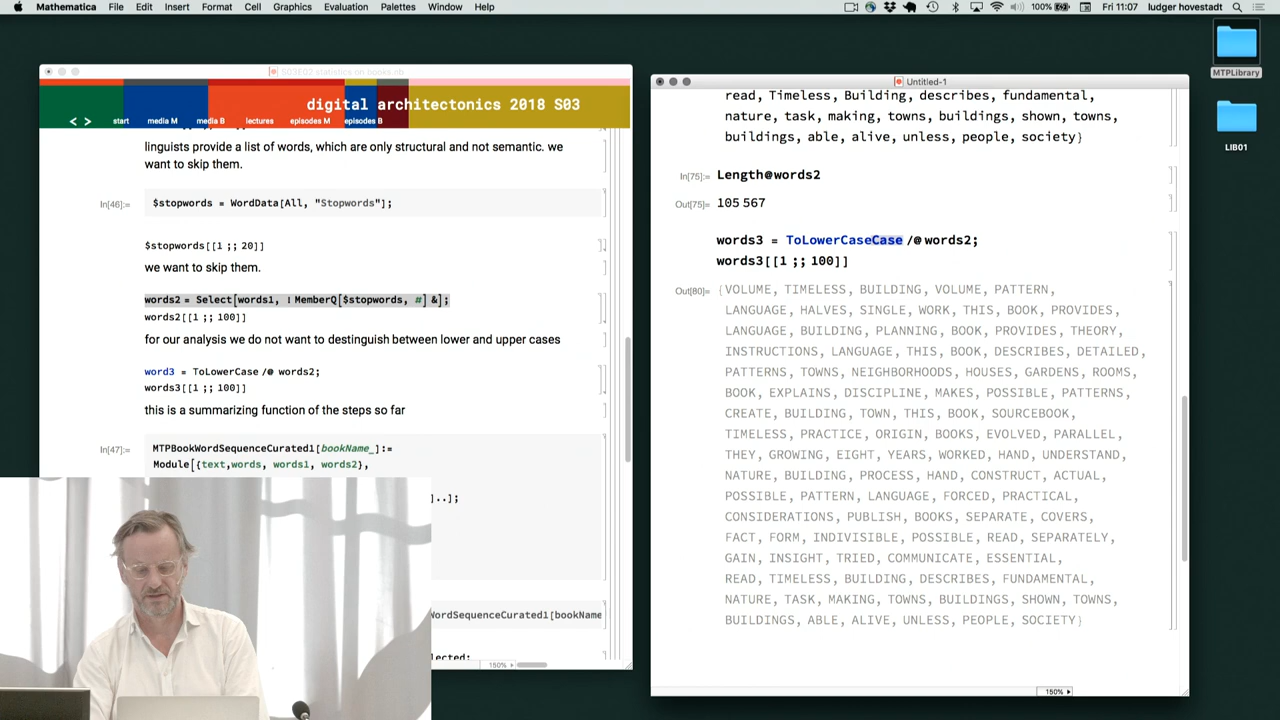 Mathematica File Edit Insert Format Cell Graphics Evaluation Palettes Window Help
100% Fri 11:07 ludger hovestadt
MTPLibrary
LIB01
S03E02 statistics on books.nb
digital architectonics 2018 S03
< > start media M media B lectures episodes M episodes B
linguists provide a list of words, which are only structural and not semantic. we
want to skip them.
In[46]:= $stopwords = WordData[All, "Stopwords"];
$stopwords[[1 ;; 20]]
we want to skip them.
words2 = Select[words1, ! MemberQ[$stopwords, #] &];
words2[[1 ;; 100]]
for our analysis we do not want to destinguish between lower and upper cases
word3 = ToLowerCase /@ words2;
words3[[1 ;; 100]]
this is a summarizing function of the steps so far
In[47]:= MTPBookWordSequenceCurated1[bookName_]:=
Module[{text,words, words1, words2},
]..];
WordSequenceCurated1[bookName
lected:
150%
Untitled-1
read, Timeless, Building, describes, fundamental,
nature, task, making, towns, buildings, shown, towns,
buildings, able, alive, unless, people, society}
In[75]:= Length@words2
Out[75]= 105 567
words3 = ToLowerCaseCase /@ words2;
words3[[1 ;; 100]]
Out[80]= {VOLUME, TIMELESS, BUILDING, VOLUME, PATTERN,
LANGUAGE, HALVES, SINGLE, WORK, THIS, BOOK, PROVIDES,
LANGUAGE, BUILDING, PLANNING, BOOK, PROVIDES, THEORY,
INSTRUCTIONS, LANGUAGE, THIS, BOOK, DESCRIBES, DETAILED,
PATTERNS, TOWNS, NEIGHBORHOODS, HOUSES, GARDENS, ROOMS,
BOOK, EXPLAINS, DISCIPLINE, MAKES, POSSIBLE, PATTERNS,
CREATE, BUILDING, TOWN, THIS, BOOK, SOURCEBOOK,
TIMELESS, PRACTICE, ORIGIN, BOOKS, EVOLVED, PARALLEL,
THEY, GROWING, EIGHT, YEARS, WORKED, HAND, UNDERSTAND,
NATURE, BUILDING, PROCESS, HAND, CONSTRUCT, ACTUAL,
POSSIBLE, PATTERN, LANGUAGE, FORCED, PRACTICAL,
CONSIDERATIONS, PUBLISH, BOOKS, SEPARATE, COVERS,
FACT, FORM, INDIVISIBLE, POSSIBLE, READ, SEPARATELY,
GAIN, INSIGHT, TRIED, COMMUNICATE, ESSENTIAL,
READ, TIMELESS, BUILDING, DESCRIBES, FUNDAMENTAL,
NATURE, TASK, MAKING, TOWNS, BUILDINGS, SHOWN, TOWNS,
BUILDINGS, ABLE, ALIVE, UNLESS, PEOPLE, SOCIETY}
150%